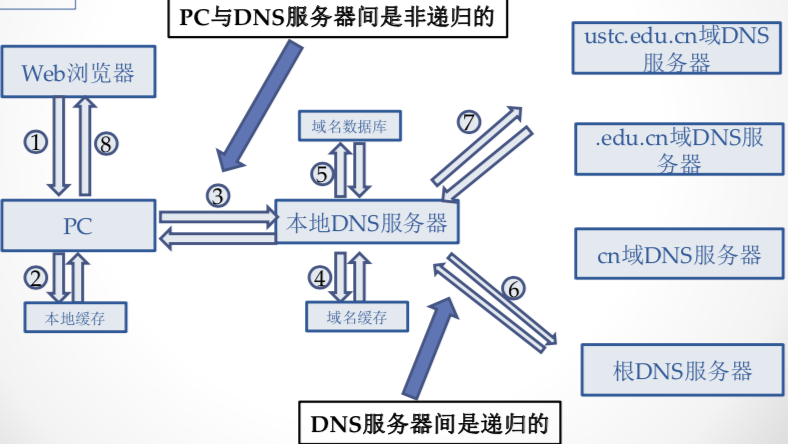 PC与DNS服务器间是非递归的
ustc.edu.cn域DNS
服务器
Web浏览器
域名数据库
⑦
.edu.cn域DNS服
务器
①
⑧
⑤
③
PC
本地DNS服务器
cn域DNS服务器
②
④
⑥
本地缓存
域名缓存
根DNS服务器
DNS服务器间是递归的